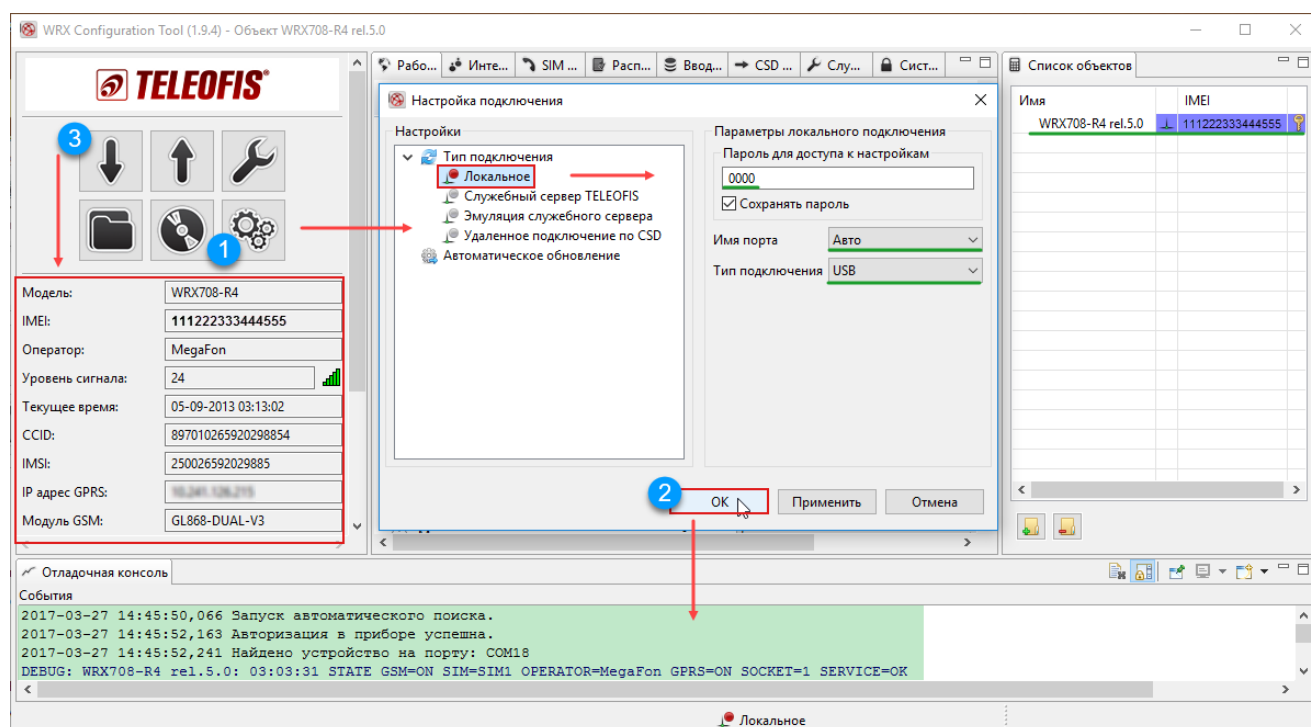 WRX Configuration Tool (1.9.4) - Объект WRX708-R4 rel.5.0
TELEOFIS®
3
1
Модель: WRX708-R4
IMEI: 111222333444555
Оператор: MegaFon
Уровень сигнала: 24
Текущее время: 05-09-2013 03:13:02
CCID: 897010265920298854
IMSI: 250026592029885
IP адрес GPRS:
Модуль GSM: GL868-DUAL-V3
Рабо... Инте... SIM ... Расп... Ввод... CSD ... Слу... Сист...
Настройка подключения
Настройки
Тип подключения
Локальное
Служебный сервер TELEOFIS
Эмуляция служебного сервера
Удаленное подключение по CSD
Автоматическое обновление
Параметры локального подключения
Пароль для доступа к настройкам
0000
Сохранять пароль
Имя порта Авто
Тип подключения USB
2
OK Применить Отмена
Список объектов
Имя IMEI
WRX708-R4 rel.5.0 111222333444555
Отладочная консоль
События
2017-03-27 14:45:50,066 Запуск автоматического поиска.
2017-03-27 14:45:52,163 Авторизация в приборе успешна.
2017-03-27 14:45:52,241 Найдено устройство на порту: COM18
DEBUG: WRX708-R4 rel.5.0: 03:03:31 STATE GSM=ON SIM=SIM1 OPERATOR=MegaFon GPRS=ON SOCKET=1 SERVICE=OK
Локальное